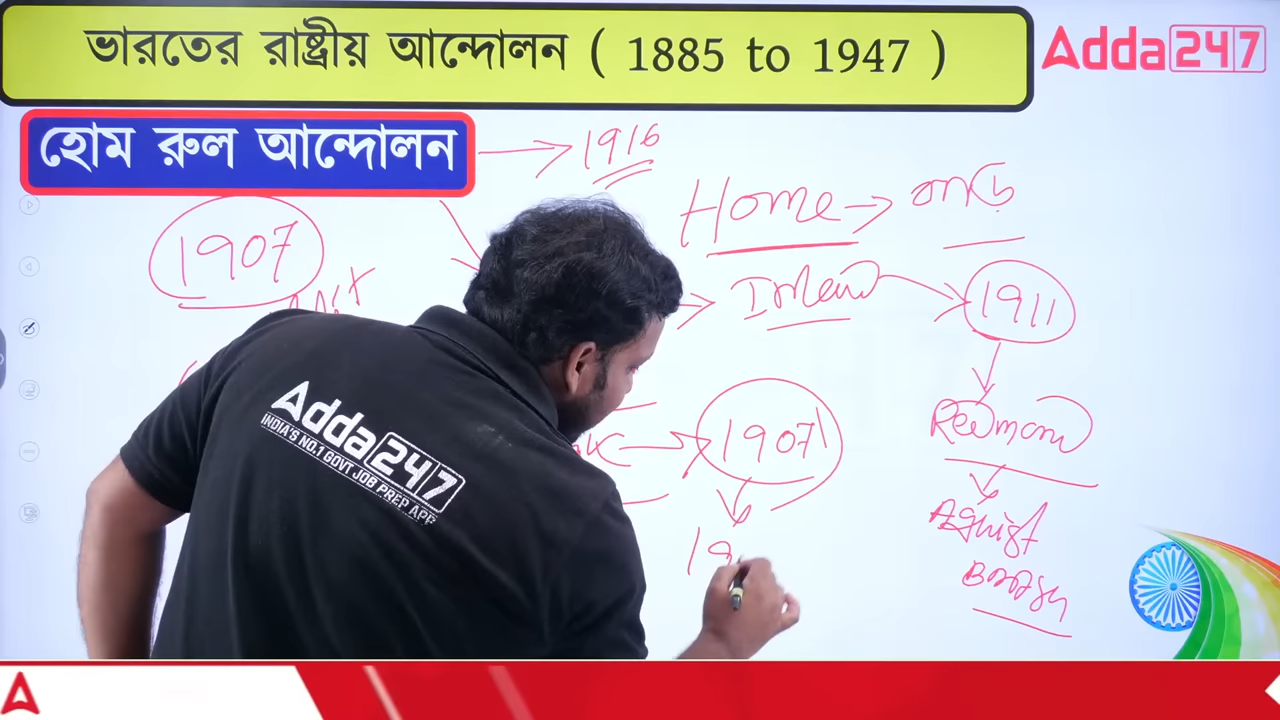 ভারতের রাষ্ট্রীয় আন্দোলন ( 1885 to 1947 )
Adda247
হোম রুল আন্দোলন
1916
Home → বাড়ি
1907
1911
Redmond
1907
19
Adda247
INDIA'S NO.1 GOVT JOB PREP APP